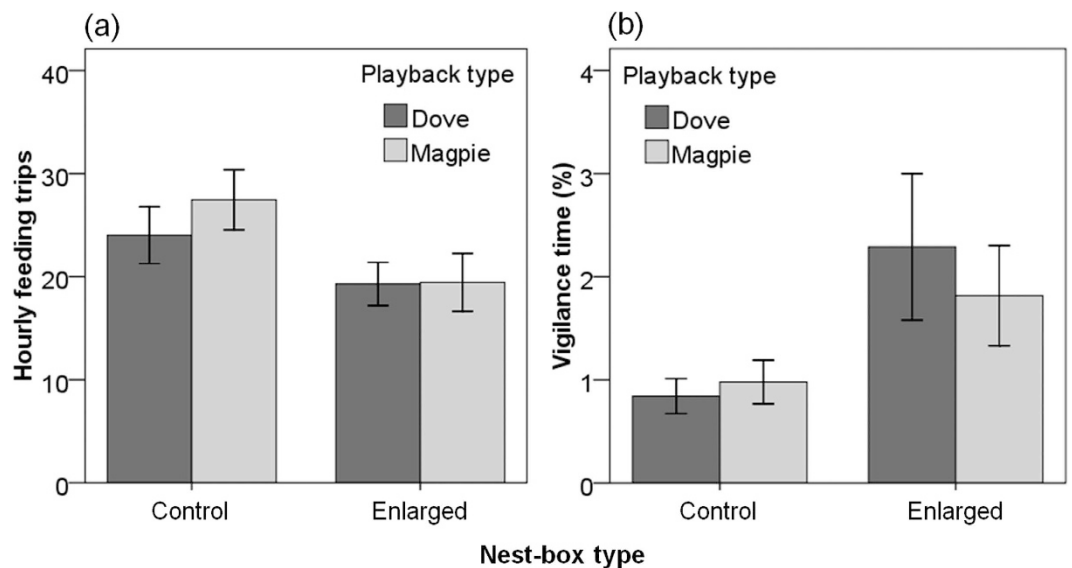 (a)
Hourly feeding trips
40
30
20
10
0
Playback type
Dove
Magpie
Control
Enlarged
(b)
Vigilance time (%)
4
3
2
1
0
Playback type
Dove
Magpie
Control
Enlarged
Nest-box type